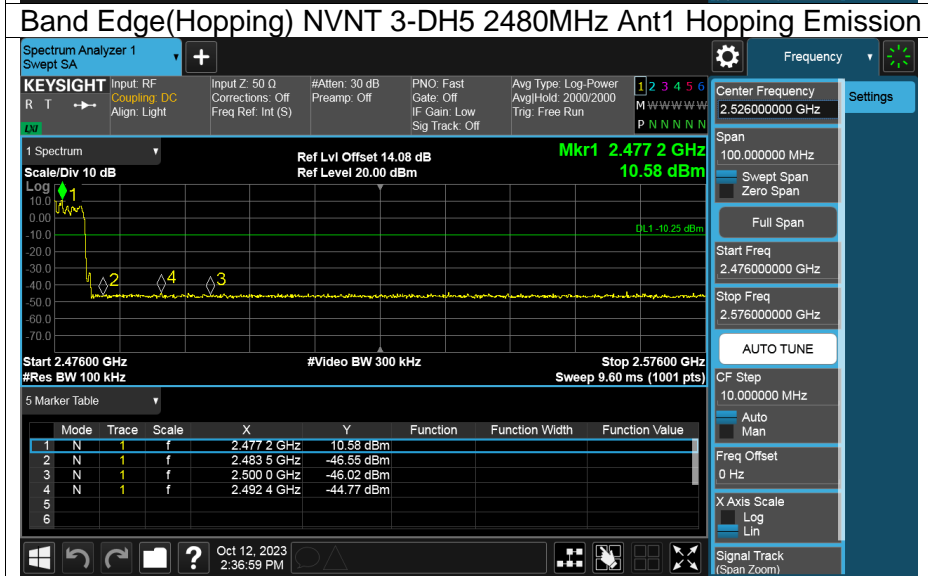 Band Edge(Hopping) NVNT 3-DH5 2480MHz Ant1 Hopping Emission
Spectrum Analyzer 1
Swept SA
+
Frequency
KEYSIGHT
R T
LXI
Input: RF
Coupling: DC
Align: Light
Input Z: 50 Ω
Corrections: Off
Freq Ref: Int (S)
#Atten: 30 dB
Preamp: Off
PNO: Fast
Gate: Off
IF Gain: Low
Sig Track: Off
Avg Type: Log-Power
Avg|Hold: 2000/2000
Trig: Free Run
1 2 3 4 5 6
M W W W W W
P N N N N N
1 Spectrum
Scale/Div 10 dB
Ref Lvl Offset 14.08 dB
Ref Level 20.00 dBm
Mkr1 2.477 2 GHz
10.58 dBm
Log
10.0
0.00
-10.0
-20.0
-30.0
-40.0
-50.0
-60.0
-70.0
1
2
4
3
DL1 -10.25 dBm
Start 2.47600 GHz
#Res BW 100 kHz
#Video BW 300 kHz
Stop 2.57600 GHz
Sweep 9.60 ms (1001 pts)
5 Marker Table
Mode Trace Scale X Y Function Function Width Function Value
1 N 1 f 2.477 2 GHz 10.58 dBm
2 N 1 f 2.483 5 GHz -46.55 dBm
3 N 1 f 2.500 0 GHz -46.02 dBm
4 N 1 f 2.492 4 GHz -44.77 dBm
5
6
?
Oct 12, 2023
2:36:59 PM
Center Frequency
2.526000000 GHz
Settings
Span
100.000000 MHz
Swept Span
Zero Span
Full Span
Start Freq
2.476000000 GHz
Stop Freq
2.576000000 GHz
AUTO TUNE
CF Step
10.000000 MHz
Auto
Man
Freq Offset
0 Hz
X Axis Scale
Log
Lin
Signal Track
(Span Zoom)